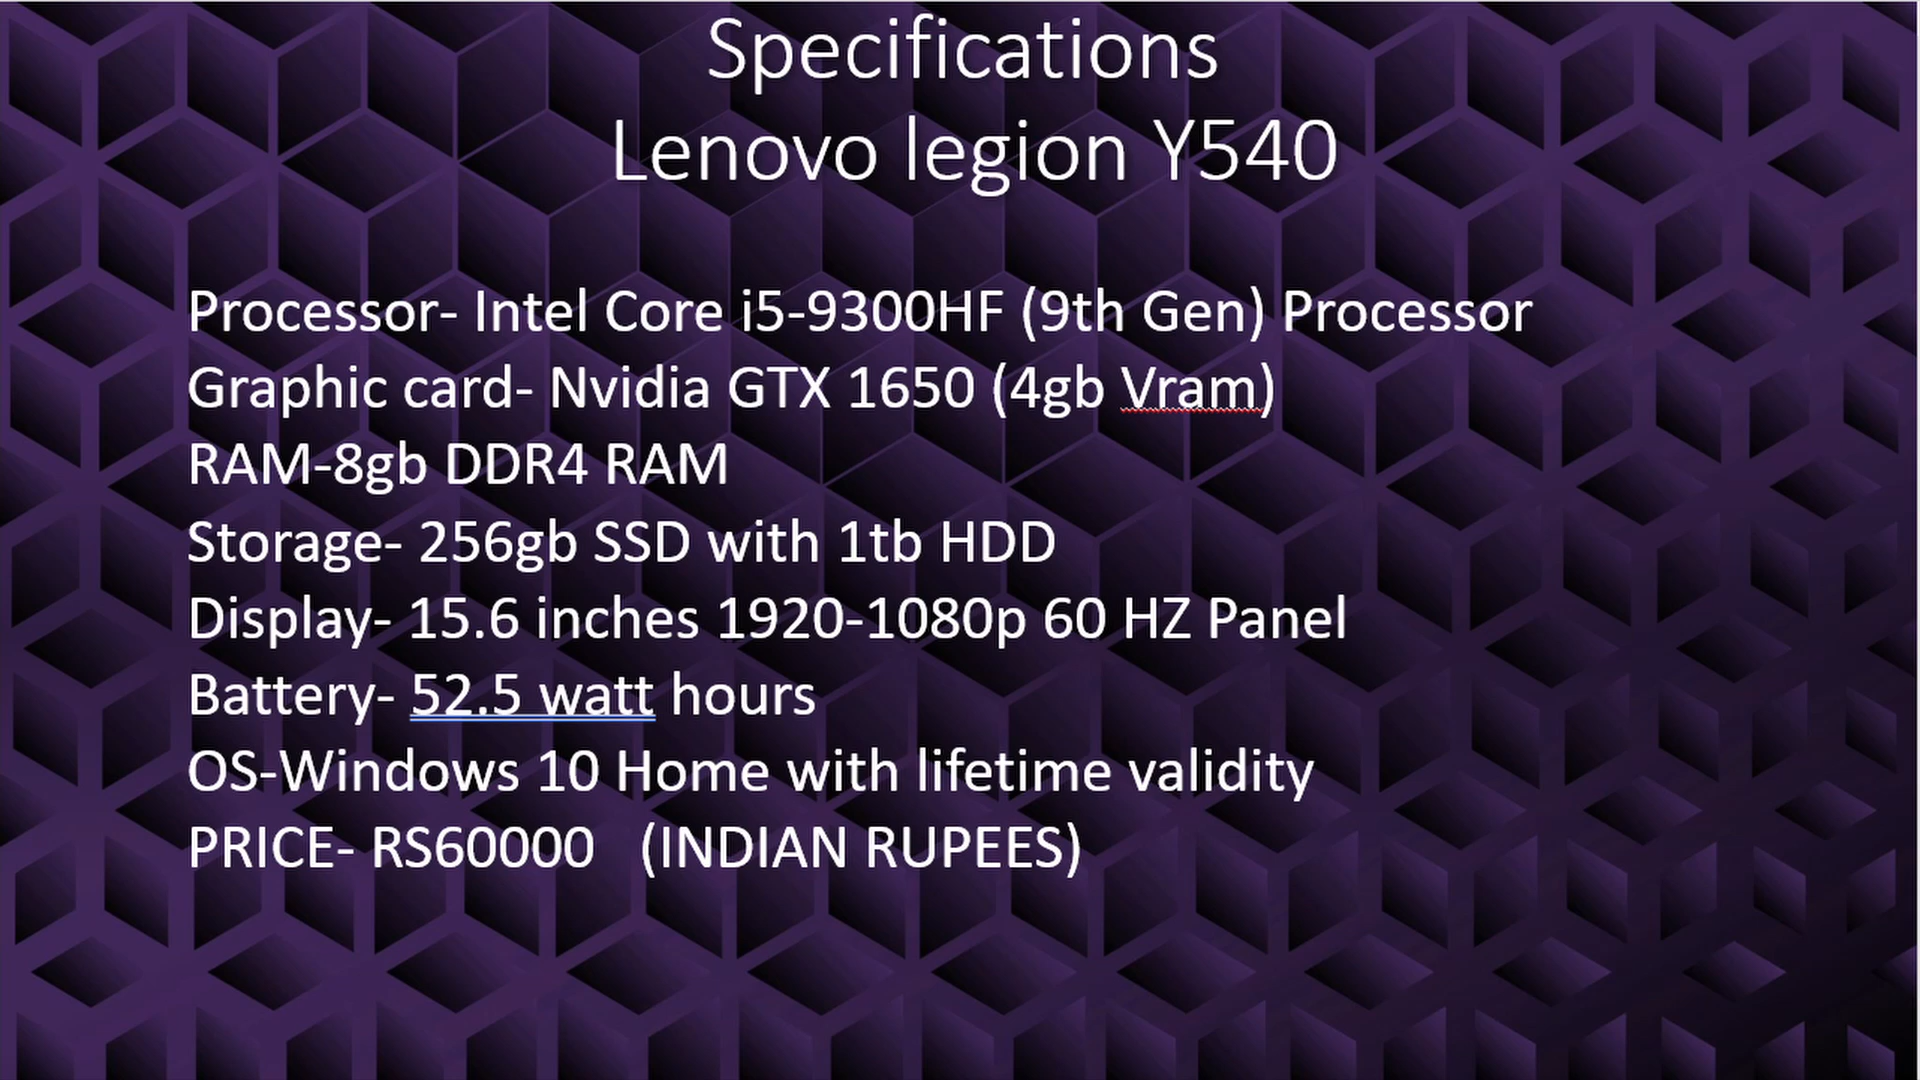 Specifications
Lenovo legion Y540
Processor- Intel Core i5-9300HF (9th Gen) Processor
Graphic card- Nvidia GTX 1650 (4gb Vram)
RAM-8gb DDR4 RAM
Storage- 256gb SSD with 1tb HDD
Display- 15.6 inches 1920-1080p 60 HZ Panel
Battery- 52.5 watt hours
OS-Windows 10 Home with lifetime validity
PRICE- RS60000   (INDIAN RUPEES)